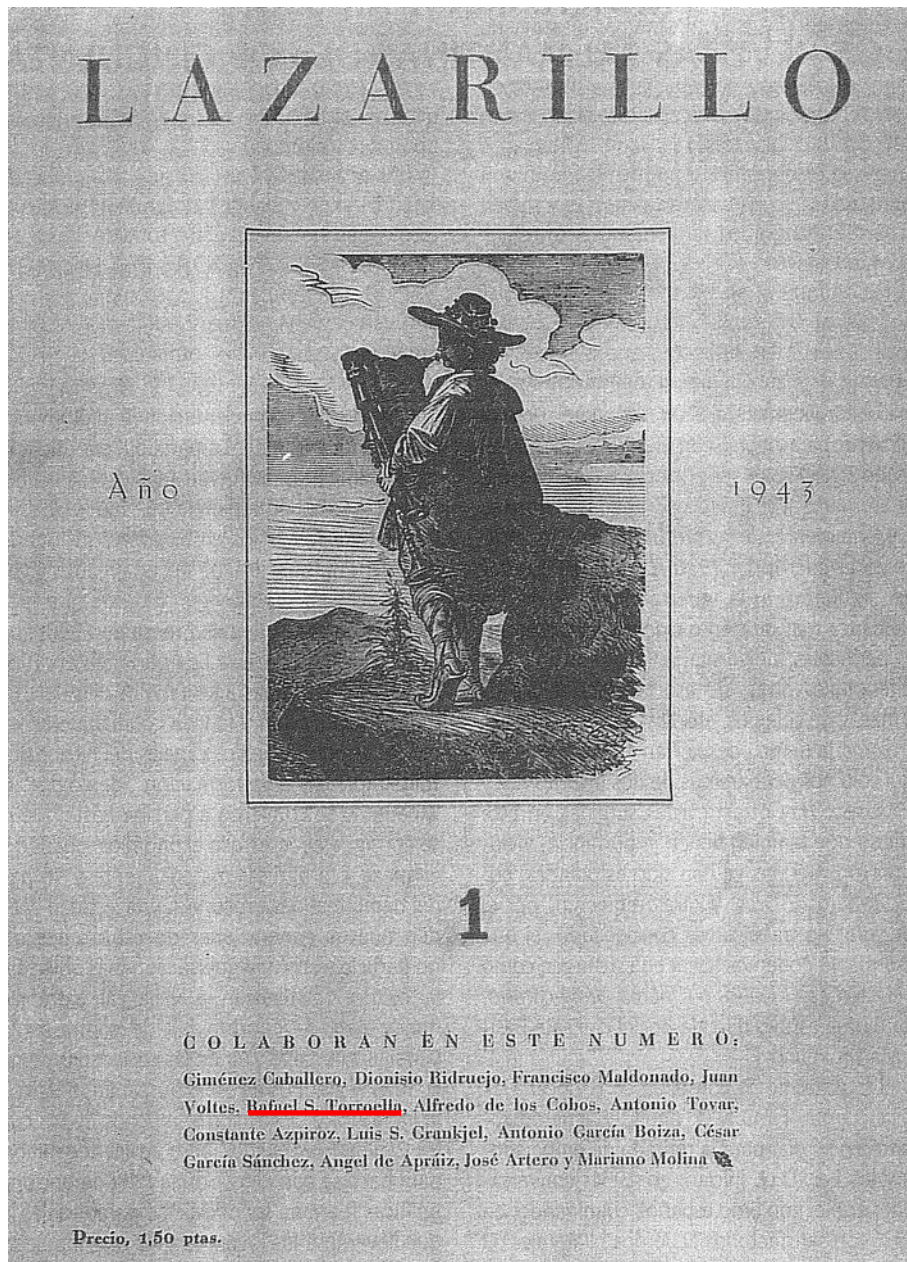 LAZARILLO
Año 1943
1
COLABORAN EN ESTE NUMERO:
Giménez Caballero, Dionisio Ridruejo, Francisco Maldonado, Juan
Voltes, Rafael S. Torroella, Alfredo de los Cobos, Antonio Tovar,
Constante Azpiroz, Luis S. Grankjel, Antonio García Boiza, César
García Sánchez, Angel de Apráiz, José Artero y Mariano Molina
Precio, 1,50 ptas.